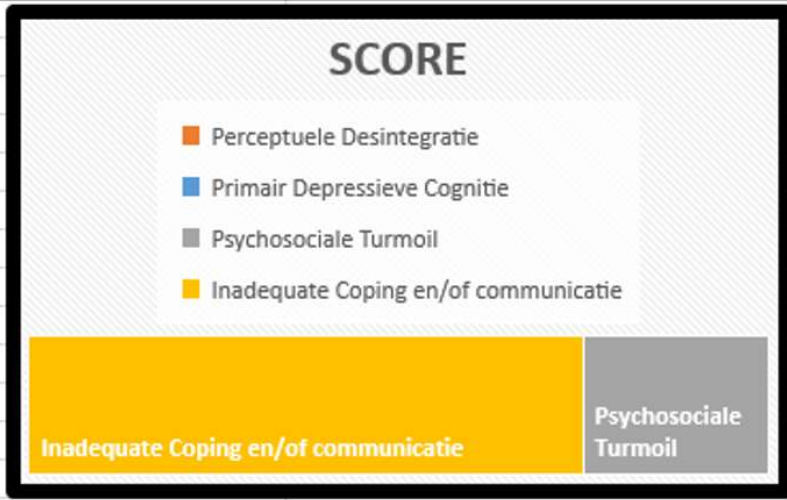 SCORE
Perceptuele Desintegratie
Primair Depressieve Cognitie
Psychosociale Turmoil
Inadequate Coping en/of communicatie
Inadequate Coping en/of communicatie
Psychosociale
Turmoil